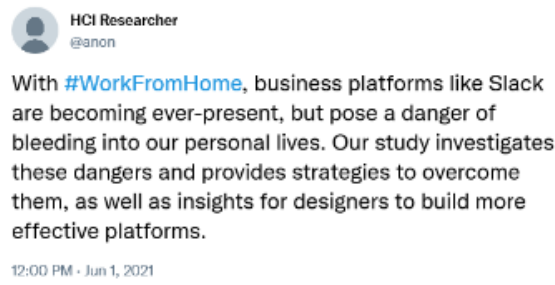 HCI Researcher
@anon
With #WorkFromHome, business platforms like Slack
are becoming ever-present, but pose a danger of
bleeding into our personal lives. Our study investigates
these dangers and provides strategies to overcome
them, as well as insights for designers to build more
effective platforms.
12:00 PM · Jun 1, 2021